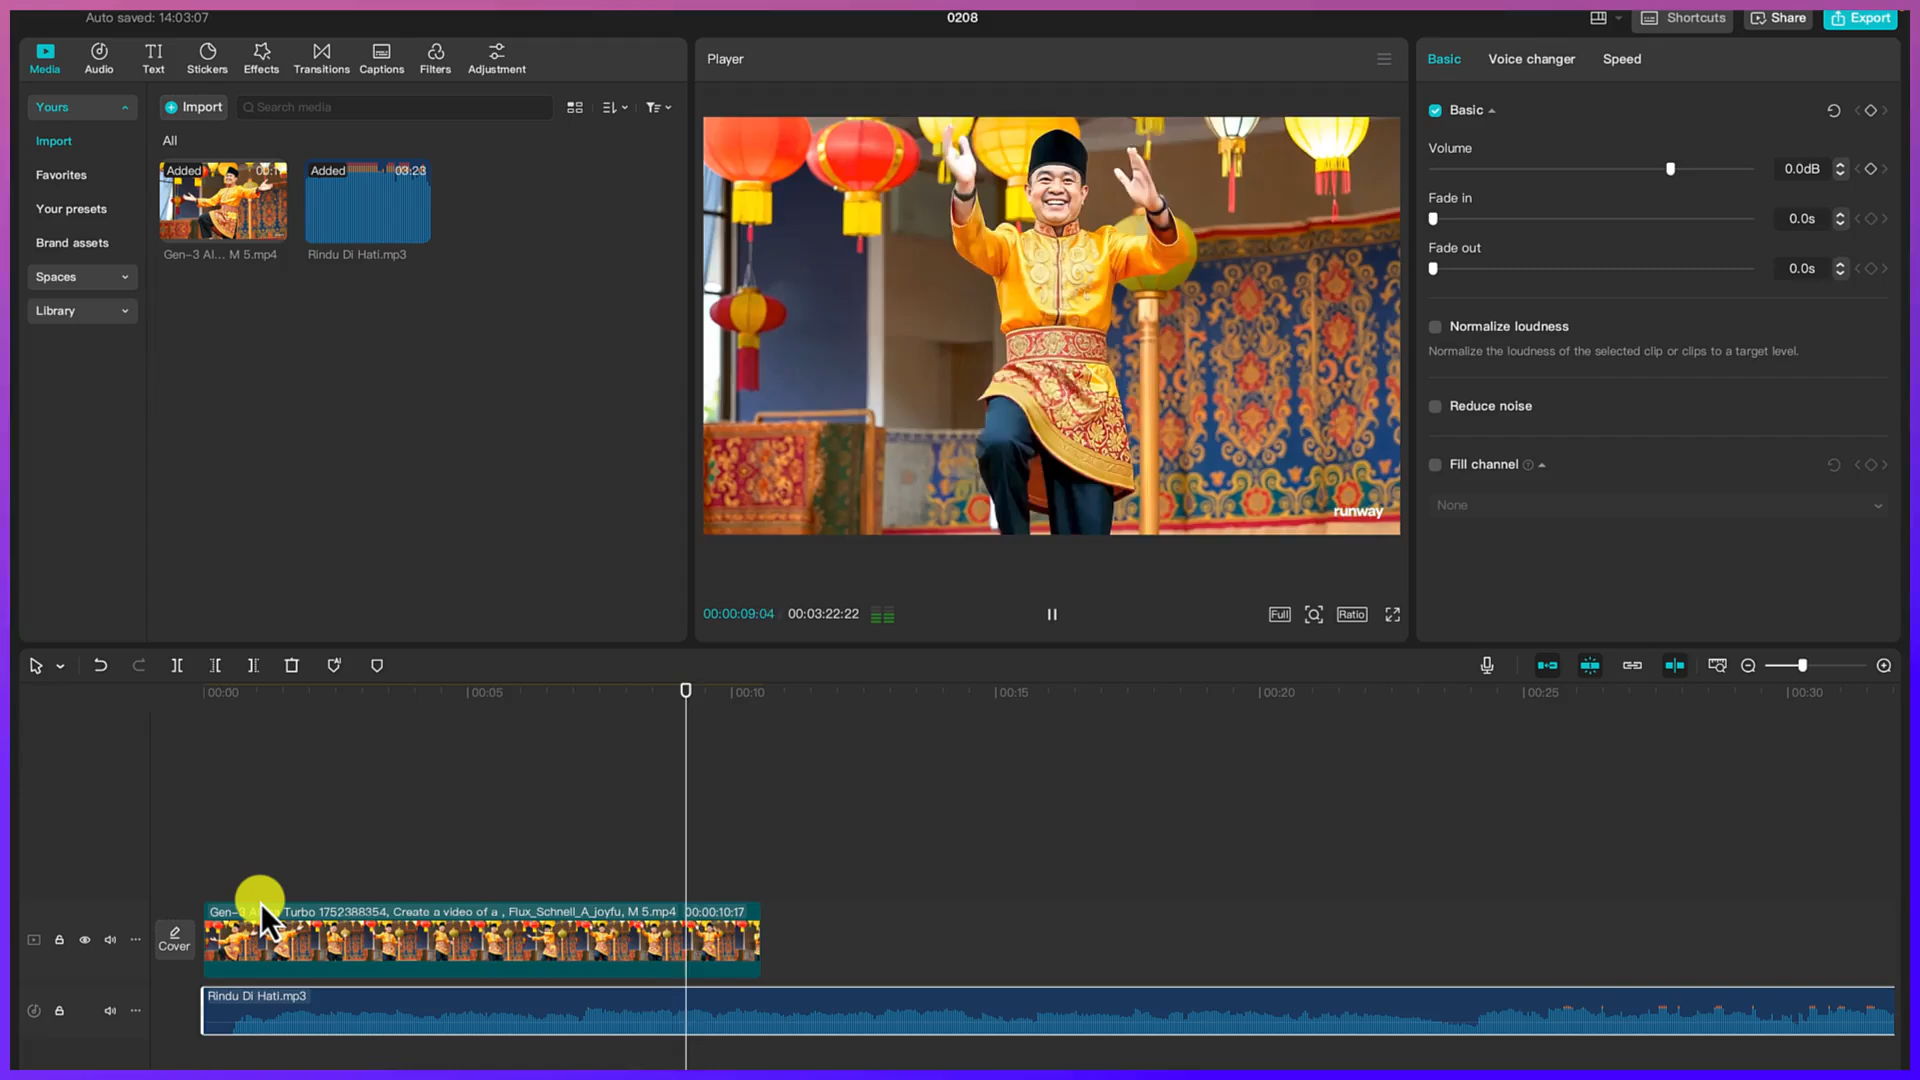 Auto saved: 14:03:07
0208
Shortcuts
Share
Export
Media
Audio
Text
Stickers
Effects
Transitions
Captions
Filters
Adjustment
Yours
Import
Favorites
Your presets
Brand assets
Spaces
Library
Import
Search media
All
Added
Gen-3 Al... M 5.mp4
Added 03:23
Rindu Di Hati.mp3
Player
runway
00:00:09:04 00:03:22:22
Full
Ratio
Basic
Voice changer
Speed
Basic
Volume
0.0dB
Fade in
0.0s
Fade out
0.0s
Normalize loudness
Normalize the loudness of the selected clip or clips to a target level.
Reduce noise
Fill channel
None
00:00
00:05
00:10
00:15
00:20
00:25
00:30
Cover
Turbo 1752388354, Create a video of a , Flux_Schnell_A_joyfu, M 5.mp4 00:00:10:17
Rindu Di Hati.mp3